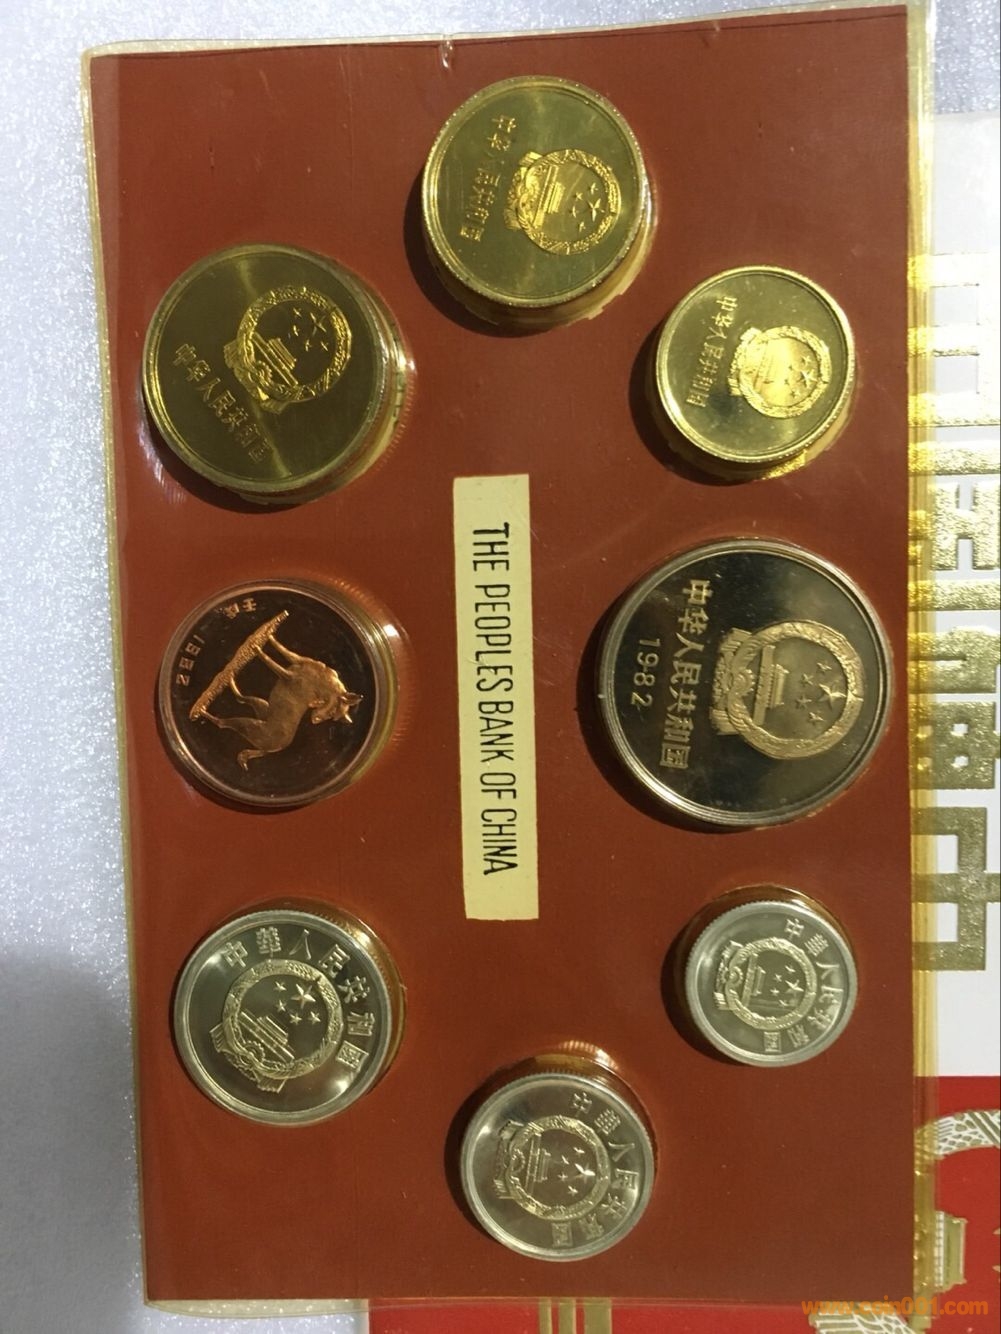 中华人民共和国
中华人民共和国
中华人民共和国
THE PEOPLES BANK OF CHINA
中华人民共和国
1982
壬戌 1982
中華人民共和國
中華人民共和國
中華人民共和國
www.coin001.com